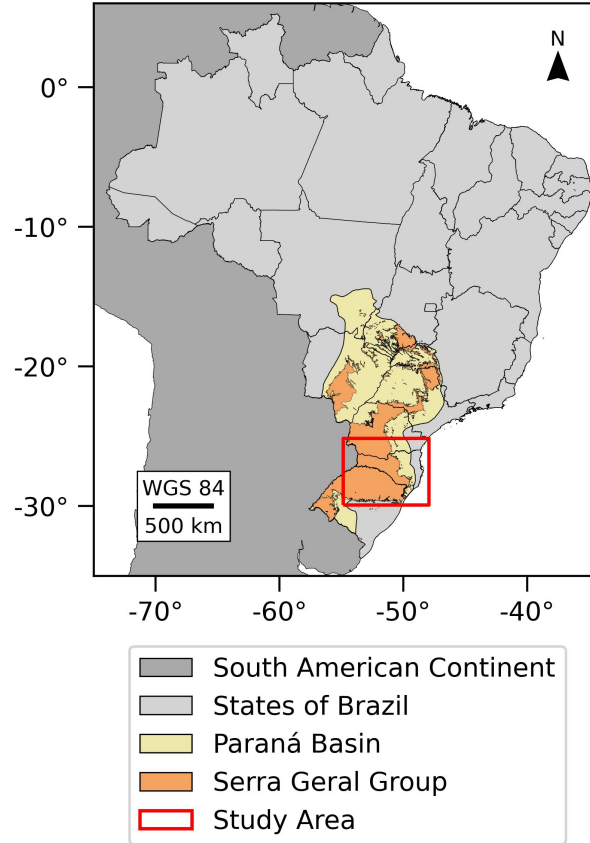 N
0°
-10°
-20°
-30°
WGS 84
500 km
-70°
-60°
-50°
-40°
South American Continent
States of Brazil
Paraná Basin
Serra Geral Group
Study Area